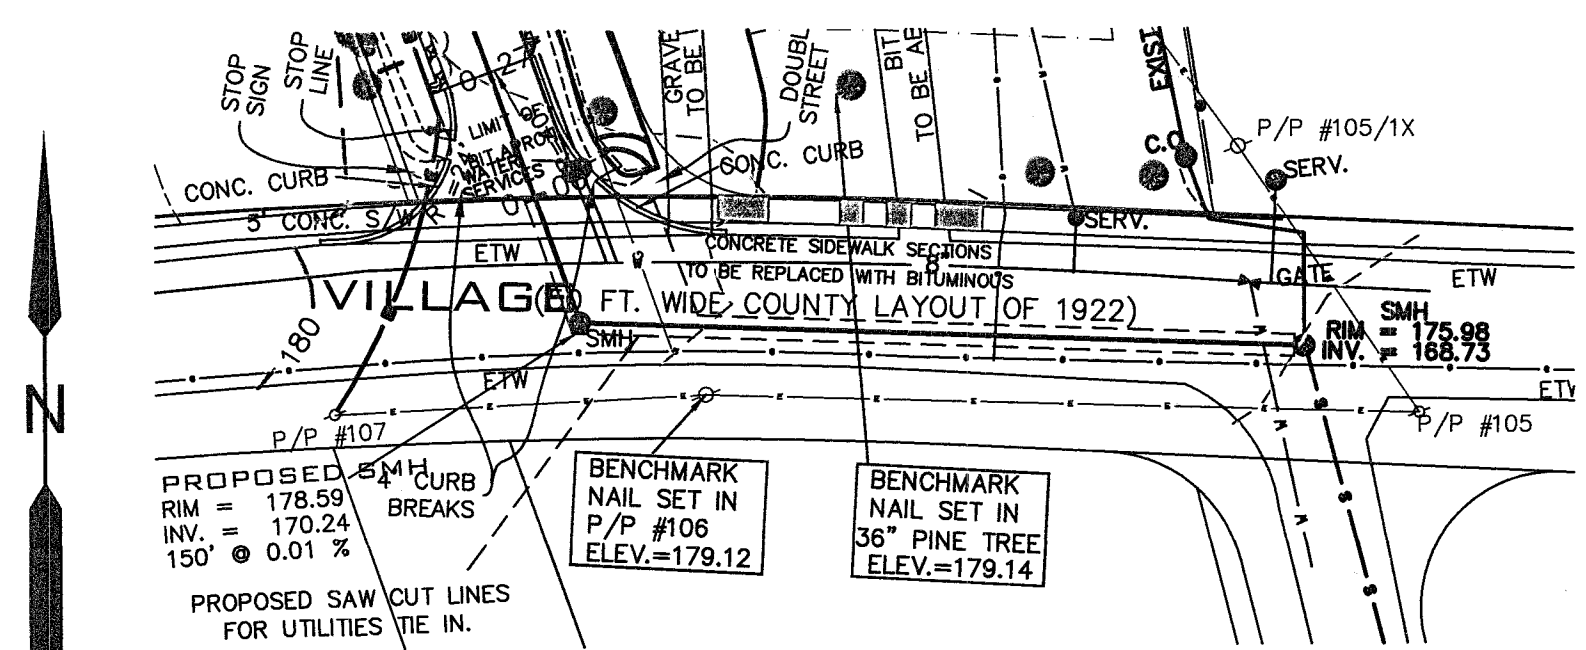 STOP
SIGN
STOP
LINE
GRAVE
TO BE
DOUBL
STREET
BIT
TO BE
EXIST
P/P #105/1X
C.O.
SERV.
LIMIT OF
WATER
SERVICES
CONC. CURB
CONC. CURB
5' CONC. S/W
SERV.
ETW
CONCRETE SIDEWALK SECTIONS
8"
TO BE REPLACED WITH BITUMINOUS
GATE
ETW
VILLAGE
FT. WIDE COUNTY LAYOUT OF 1922)
180
SMH
SMH
RIM = 175.98
INV. = 168.73
ETW
ETW
N
P/P #107
P/P #105
PROPOSED SMH
RIM = 178.59
INV. = 170.24
150' @ 0.01 %
4" CURB
BREAKS
BENCHMARK
NAIL SET IN
P/P #106
ELEV.=179.12
BENCHMARK
NAIL SET IN
36" PINE TREE
ELEV.=179.14
PROPOSED SAW CUT LINES
FOR UTILITIES TIE IN.